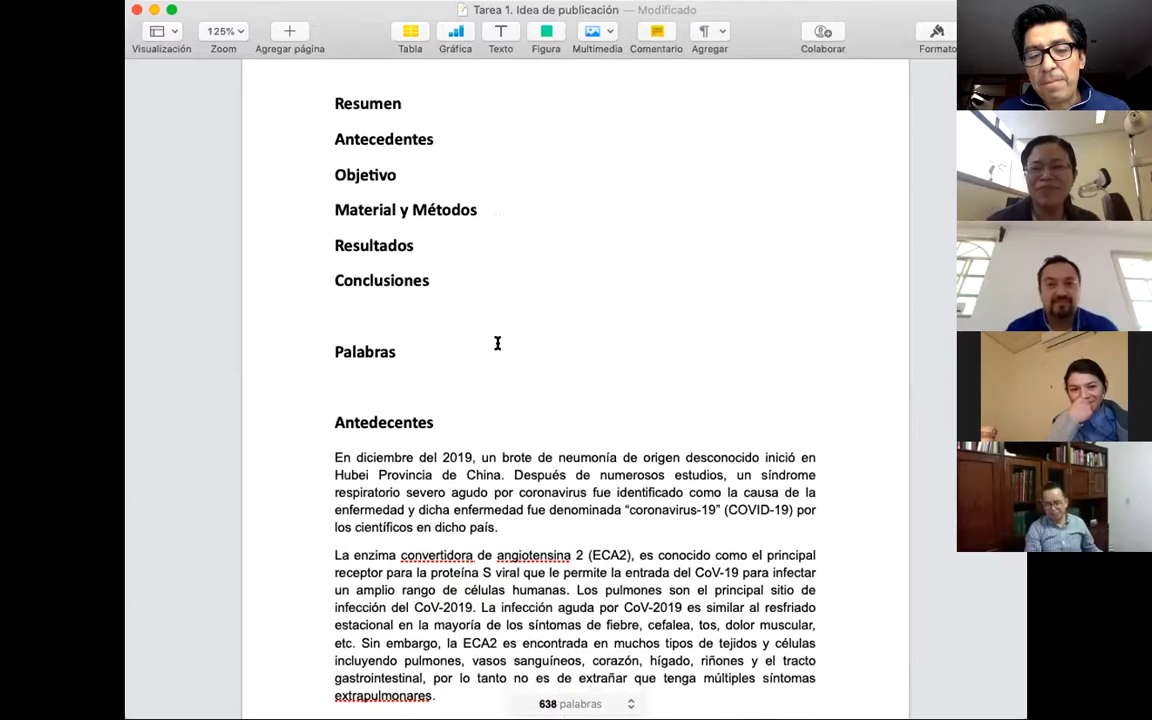 Tarea 1. Idea de publicación — Modificado
125%
Visualización
Zoom
Agregar página
Tabla
Gráfica
Texto
Figura
Multimedia
Comentario
Agregar
Colaborar
Formato
Resumen
Antecedentes
Objetivo
Material y Métodos
Resultados
Conclusiones
Palabras
Antedecentes
En diciembre del 2019, un brote de neumonía de origen desconocido inició en
Hubei Provincia de China. Después de numerosos estudios, un síndrome
respiratorio severo agudo por coronavirus fue identificado como la causa de la
enfermedad y dicha enfermedad fue denominada “coronavirus-19” (COVID-19) por
los científicos en dicho país.
La enzima convertidora de angiotensina 2 (ECA2), es conocido como el principal
receptor para la proteína S viral que le permite la entrada del CoV-19 para infectar
un amplio rango de células humanas. Los pulmones son el principal sitio de
infección del CoV-2019. La infección aguda por CoV-2019 es similar al resfriado
estacional en la mayoría de los síntomas de fiebre, cefalea, tos, dolor muscular,
etc. Sin embargo, la ECA2 es encontrada en muchos tipos de tejidos y células
incluyendo pulmones, vasos sanguíneos, corazón, hígado, riñones y el tracto
gastrointestinal, por lo tanto no es de extrañar que tenga múltiples síntomas
extrapulmonares.
638 palabras